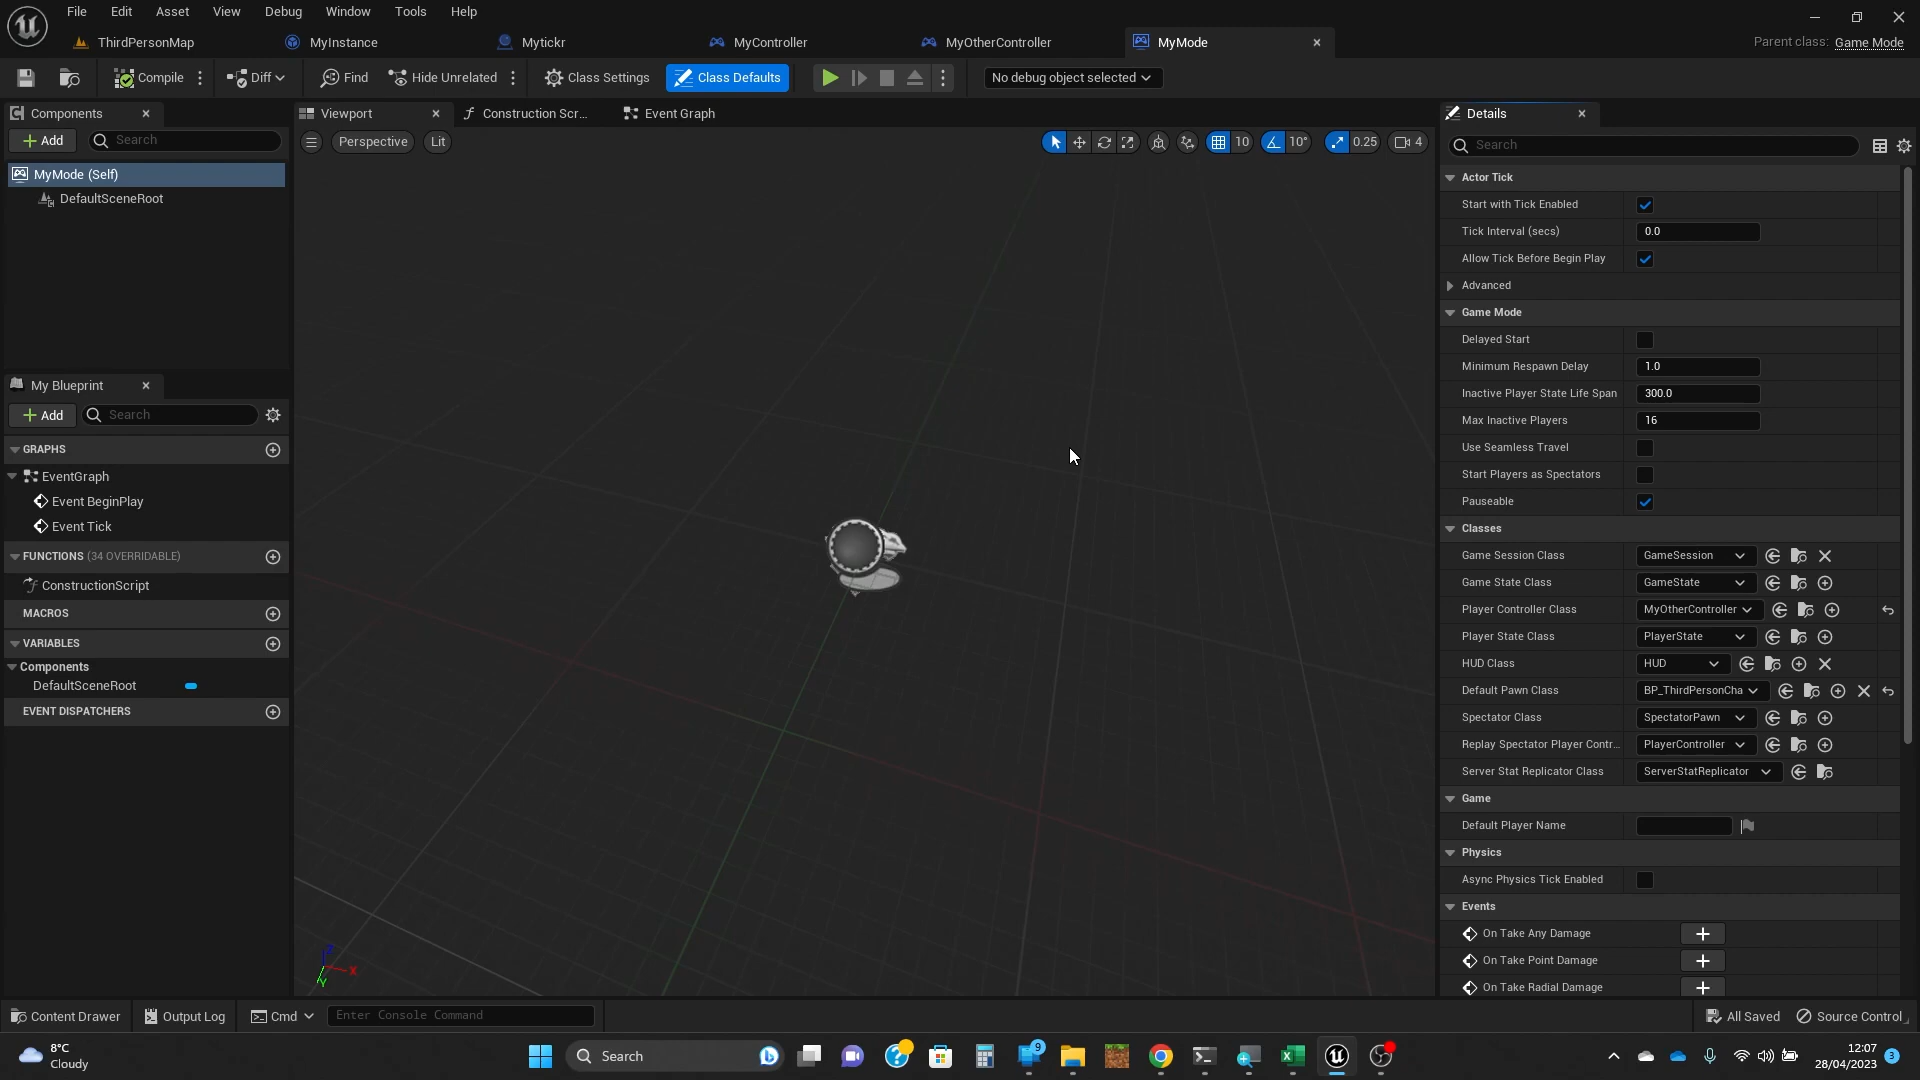 File Edit Asset View Debug Window Tools Help
ThirdPersonMap MyInstance Mytickr MyController MyOtherController MyMode Parent class: Game Mode
Compile Diff Find Hide Unrelated Class Settings Class Defaults No debug object selected
Components
Add Search
MyMode (Self)
DefaultSceneRoot
My Blueprint
Add Search
GRAPHS
EventGraph
Event BeginPlay
Event Tick
FUNCTIONS (34 OVERRIDABLE)
ConstructionScript
MACROS
VARIABLES
Components
DefaultSceneRoot
EVENT DISPATCHERS
Viewport Construction Scr... Event Graph
Perspective Lit 10 10° 0.25 4
Z
X
Y
Details
Search
Actor Tick
Start with Tick Enabled
Tick Interval (secs) 0.0
Allow Tick Before Begin Play
Advanced
Game Mode
Delayed Start
Minimum Respawn Delay 1.0
Inactive Player State Life Span 300.0
Max Inactive Players 16
Use Seamless Travel
Start Players as Spectators
Pauseable
Classes
Game Session Class GameSession
Game State Class GameState
Player Controller Class MyOtherController
Player State Class PlayerState
HUD Class HUD
Default Pawn Class BP_ThirdPersonCha
Spectator Class SpectatorPawn
Replay Spectator Player Contr... PlayerController
Server Stat Replicator Class ServerStatReplicator
Game
Default Player Name
Physics
Async Physics Tick Enabled
Events
On Take Any Damage
On Take Point Damage
On Take Radial Damage
Content Drawer Output Log Cmd Enter Console Command All Saved Source Control
8°C
Cloudy
Search
9
12:07
28/04/2023
3